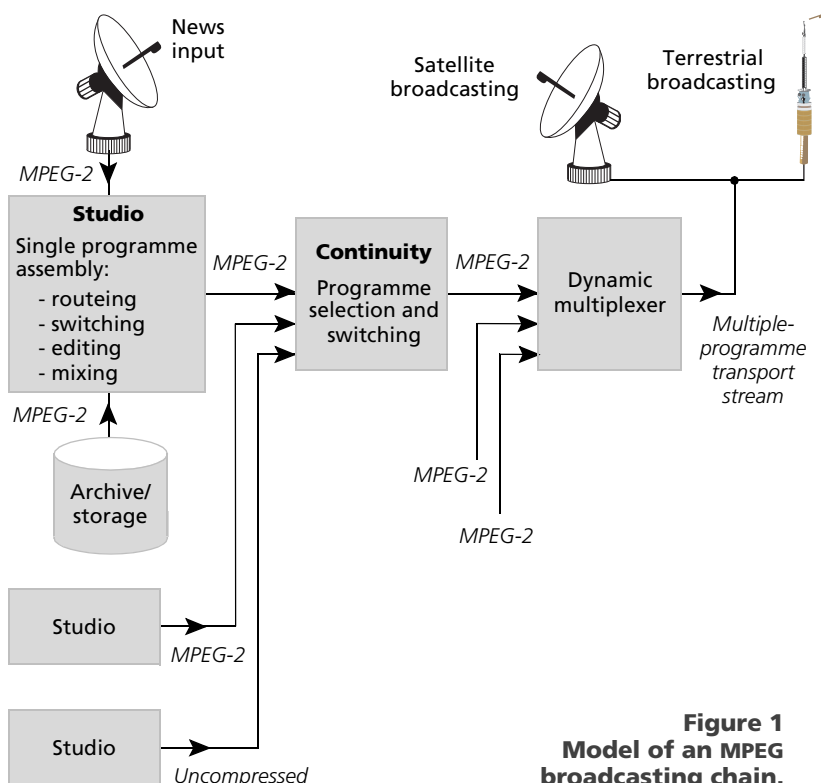 News
input
Satellite
broadcasting
Terrestrial
broadcasting
MPEG-2
Studio
Single programme
assembly:
- routeing
- switching
- editing
- mixing
MPEG-2
Continuity
Programme
selection and
switching
MPEG-2
Dynamic
multiplexer
Multiple-
programme
transport
stream
MPEG-2
Archive/
storage
MPEG-2
MPEG-2
Studio
MPEG-2
Studio
Uncompressed
Figure 1
Model of an MPEG
broadcasting chain.